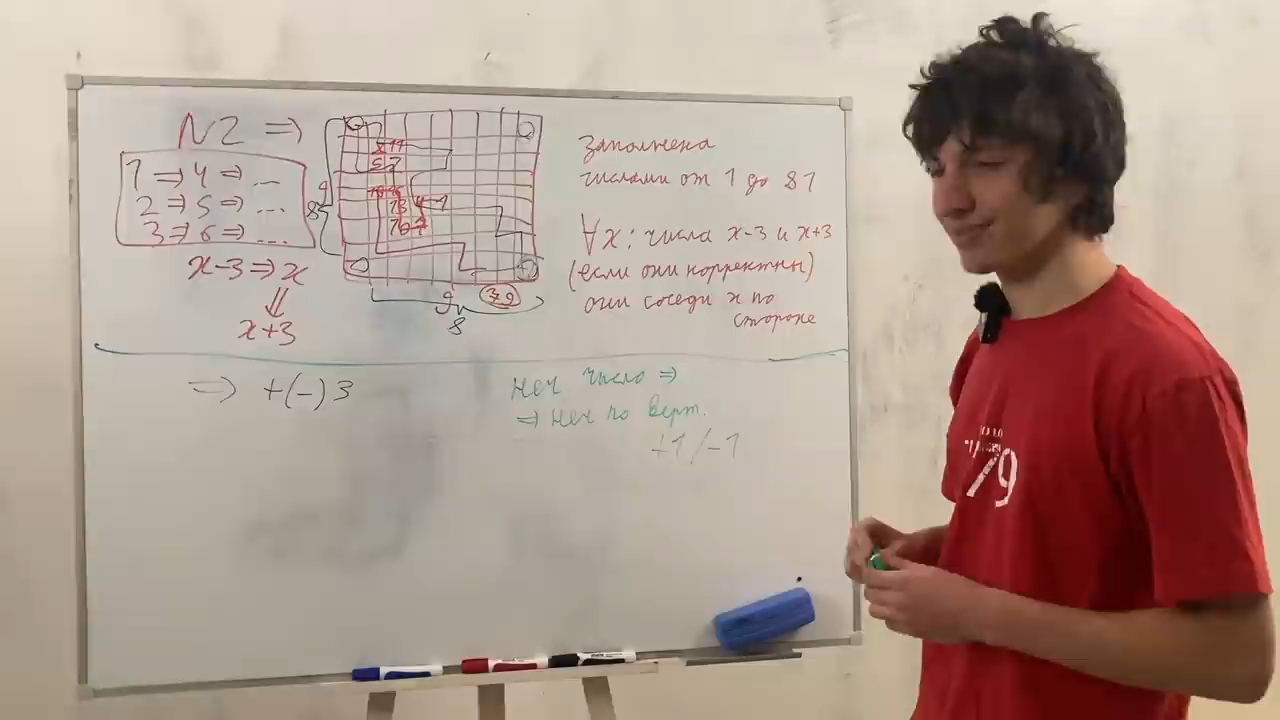 N2 ⇒
1 ⇒ 4 ⇒ ...
2 ⇒ 5 ⇒ ...
3 ⇒ 6 ⇒ ...
x-3 ⇒ x
⇓
x+3
9
8
9
39
8
Заполнена
числами от 1 до 81
∀x: числа x-3 и x+3
(если они корректны)
они соседи x по
стороне
⇒ +(-)3
неч число ⇒
⇒ неч по верт.
+1/-1
79